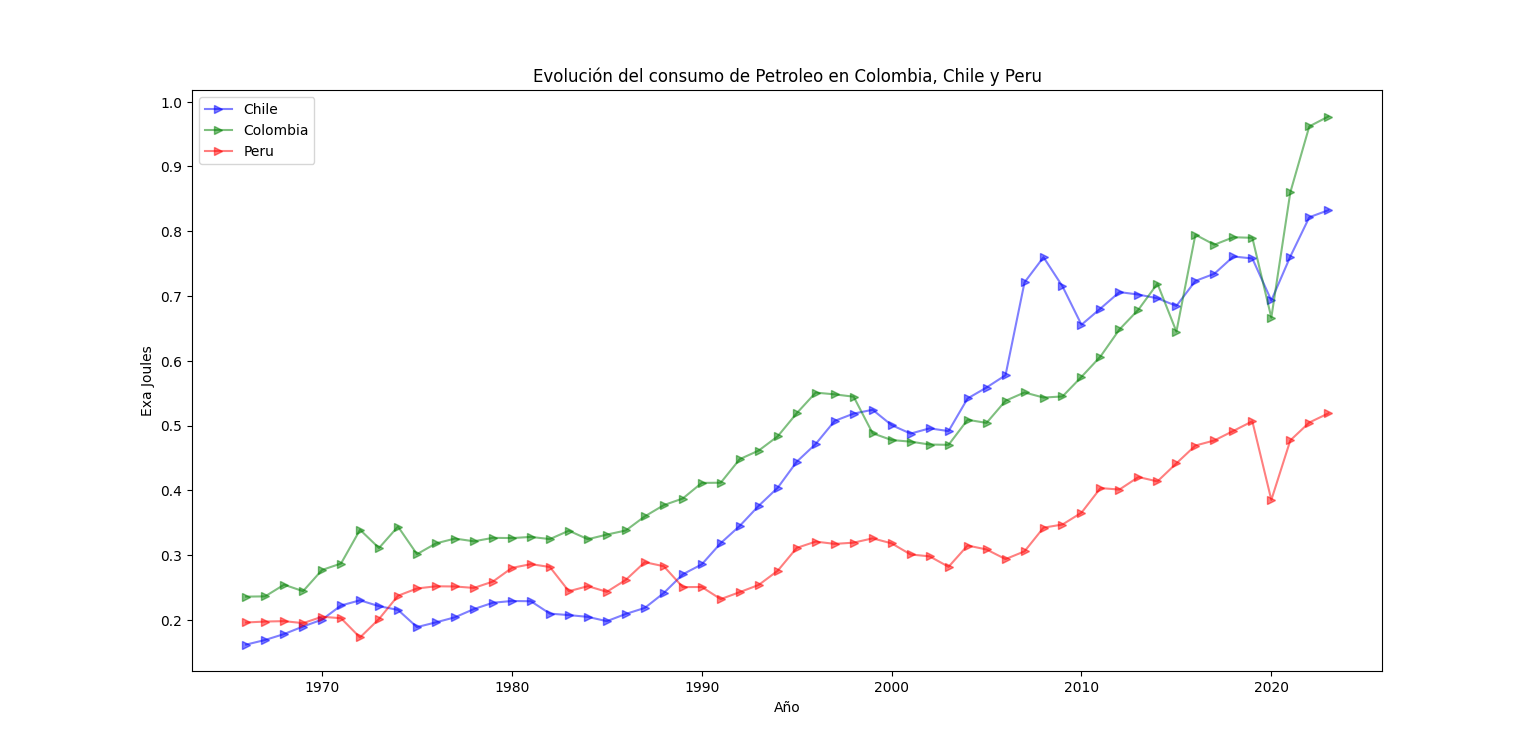 Evolución del consumo de Petroleo en Colombia, Chile y Peru
Chile
Colombia
Peru
1.0
0.9
0.8
0.7
0.6
0.5
0.4
0.3
0.2
Exa Joules
1970 1980 1990 2000 2010 2020
Año